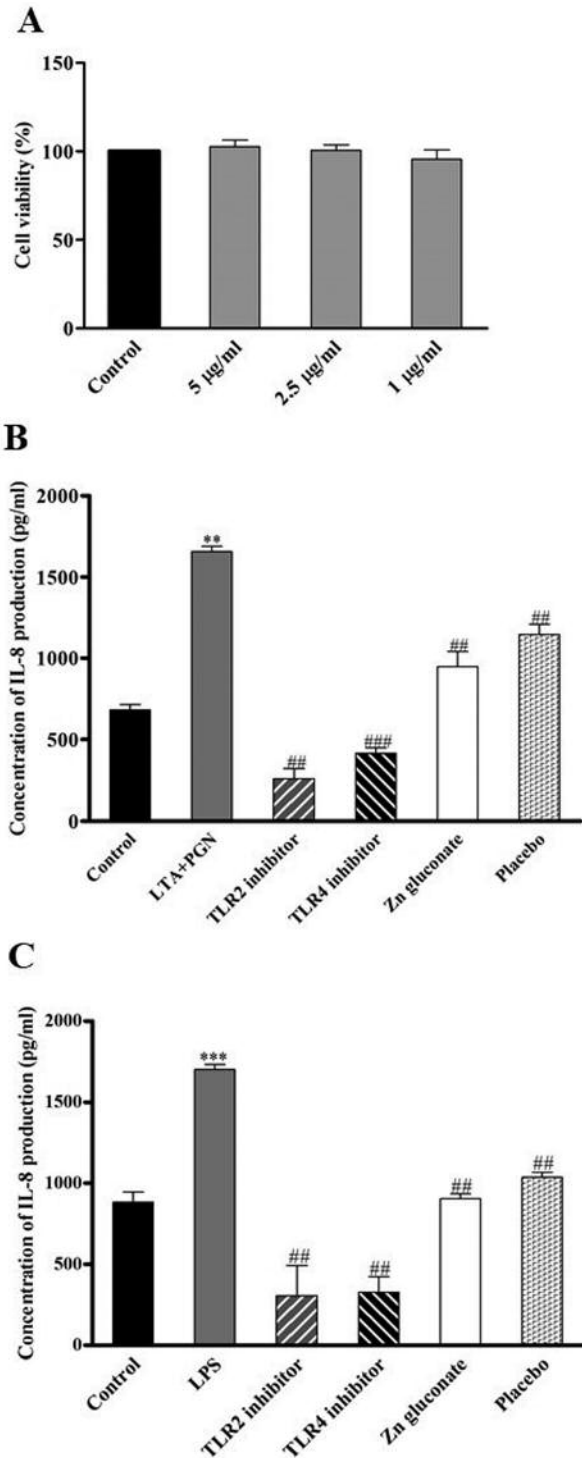 A
Cell viability (%)
150
100
50
0
Control
5 µg/ml
2.5 µg/ml
1 µg/ml
B
Concentration of IL-8 production (pg/ml)
2000
1500
1000
500
0
**
##
###
##
##
Control
LTA+PGN
TLR2 inhibitor
TLR4 inhibitor
Zn gluconate
Placebo
C
Concentration of IL-8 production (pg/ml)
2000
1500
1000
500
0
***
##
##
##
##
Control
LPS
TLR2 inhibitor
TLR4 inhibitor
Zn gluconate
Placebo